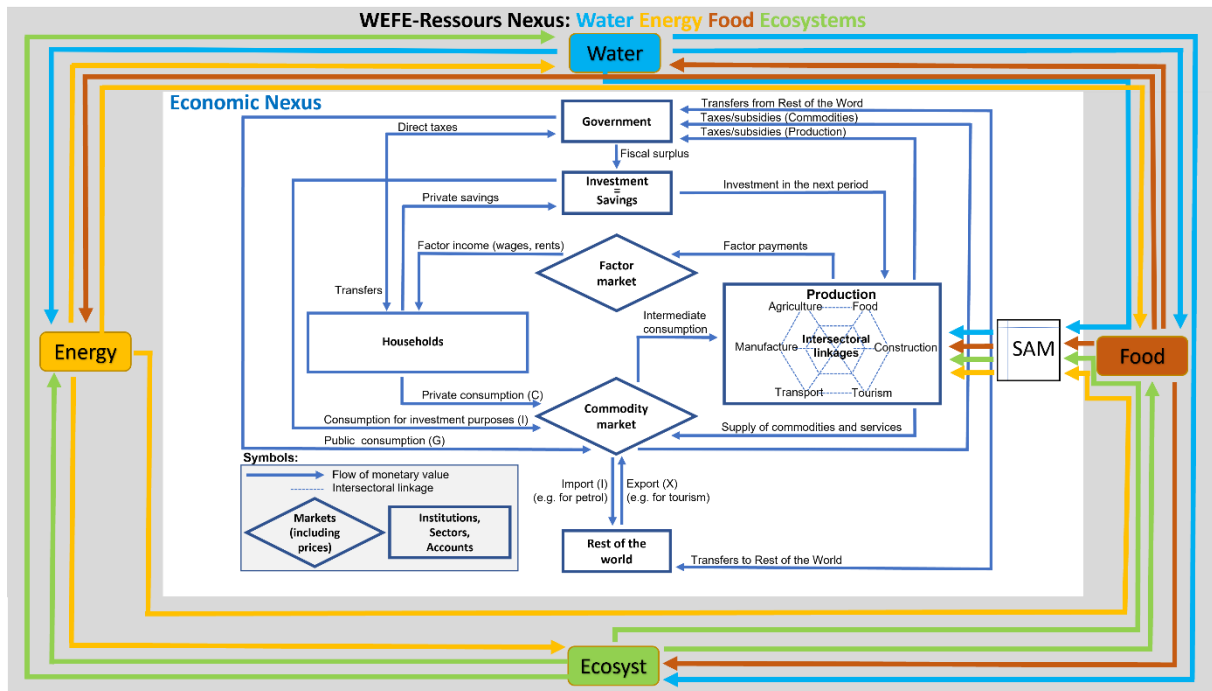 WEFE-Ressours Nexus: Water Energy Food Ecosystems
Water
Economic Nexus
Government
Transfers from Rest of the Word
Taxes/subsidies (Commodities)
Taxes/subsidies (Production)
Direct taxes
Fiscal surplus
Investment
=
Savings
Investment in the next period
Private savings
Factor income (wages, rents)
Factor payments
Factor
market
Transfers
Production
Agriculture
Food
Intermediate
consumption
Households
Manufacture
Intersectoral
linkages
Construction
Transport
Tourism
SAM
Energy
Food
Private consumption (C)
Commodity
market
Consumption for investment purposes (I)
Supply of commodities and services
Public consumption (G)
Symbols:
Flow of monetary value
Intersectoral linkage
Markets
(including
prices)
Institutions,
Sectors,
Accounts
Import (I)
(e.g. for petrol)
Export (X)
(e.g. for tourism)
Rest of the
world
Transfers to Rest of the World
Ecosyst